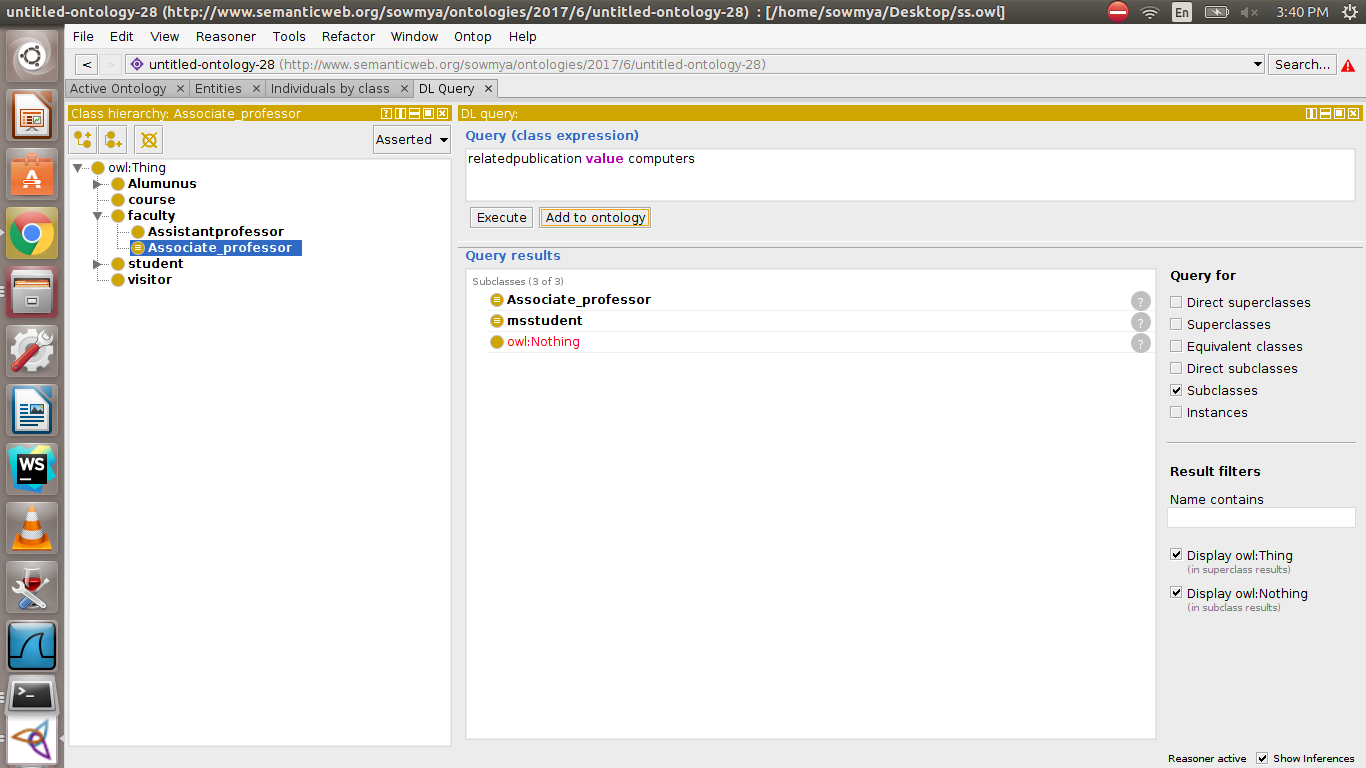 untitled-ontology-28 (http://www.semanticweb.org/sowmya/ontologies/2017/6/untitled-ontology-28) : [/home/sowmya/Desktop/ss.owl]
En
3:40 PM
File Edit View Reasoner Tools Refactor Window Ontop Help
< > untitled-ontology-28 (http://www.semanticweb.org/sowmya/ontologies/2017/6/untitled-ontology-28) Search...
Active Ontology × Entities × Individuals by class × DL Query ×
Class hierarchy: Associate_professor
Asserted
owl:Thing
Alumunus
course
faculty
Assistantprofessor
Associate_professor
student
visitor
DL query:
Query (class expression)
relatedpublication value computers
Execute Add to ontology
Query results
Subclasses (3 of 3)
Associate_professor ?
msstudent ?
owl:Nothing ?
Query for
Direct superclasses
Superclasses
Equivalent classes
Direct subclasses
Subclasses
Instances
Result filters
Name contains
Display owl:Thing
(in superclass results)
Display owl:Nothing
(in subclass results)
Reasoner active Show Inferences
WS
>_